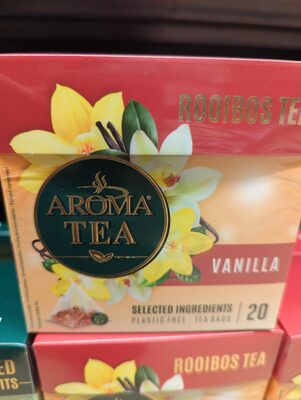 ROOIBOS TEA
AROMA®
TEA
VANILLA
SELECTED INGREDIENTS
PLASTIC FREE - TEA BAGS
20
ROOIBOS TEA